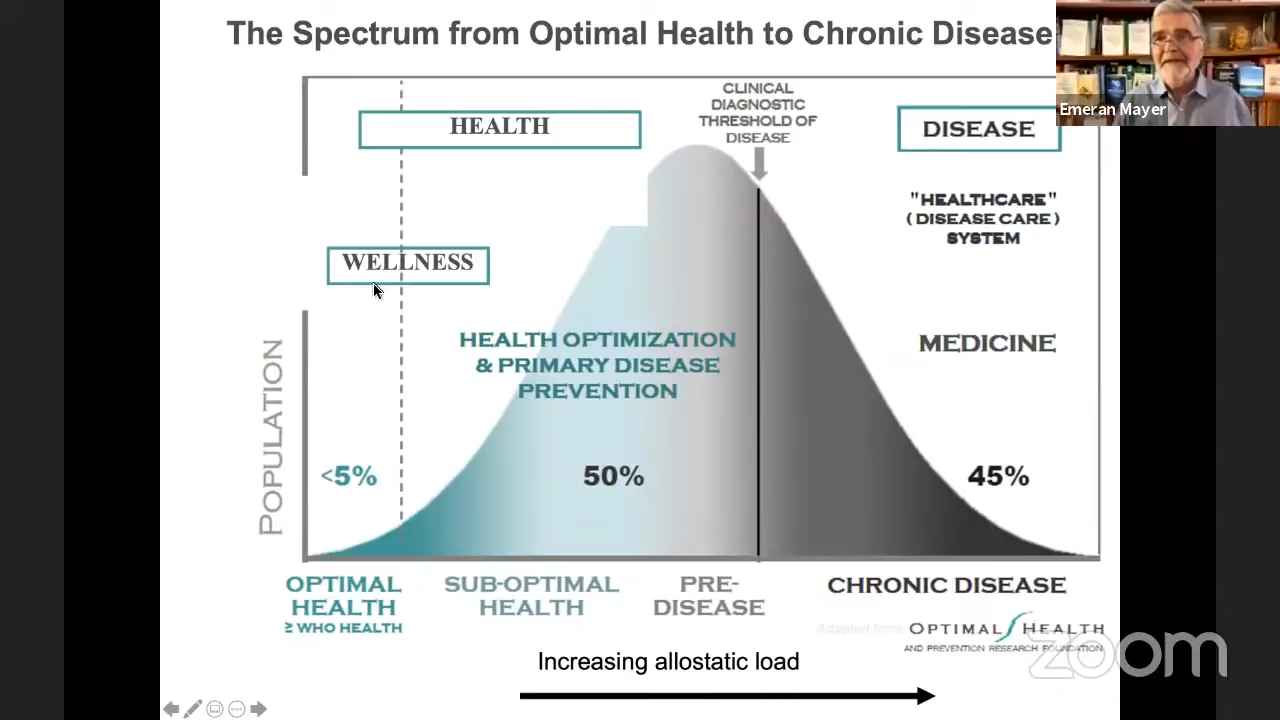 The Spectrum from Optimal Health to Chronic Disease
Emeran Mayer
CLINICAL
DIAGNOSTIC
THRESHOLD OF
DISEASE
HEALTH
DISEASE
"HEALTHCARE"
( DISEASE CARE )
SYSTEM
WELLNESS
HEALTH OPTIMIZATION
& PRIMARY DISEASE
PREVENTION
MEDICINE
POPULATION
<5%
50%
45%
OPTIMAL
HEALTH
≥ WHO HEALTH
SUB-OPTIMAL
HEALTH
PRE-
DISEASE
CHRONIC DISEASE
Adapted from
OPTIMAL HEALTH
AND PREVENTION RESEARCH FOUNDATION
zoom
Increasing allostatic load